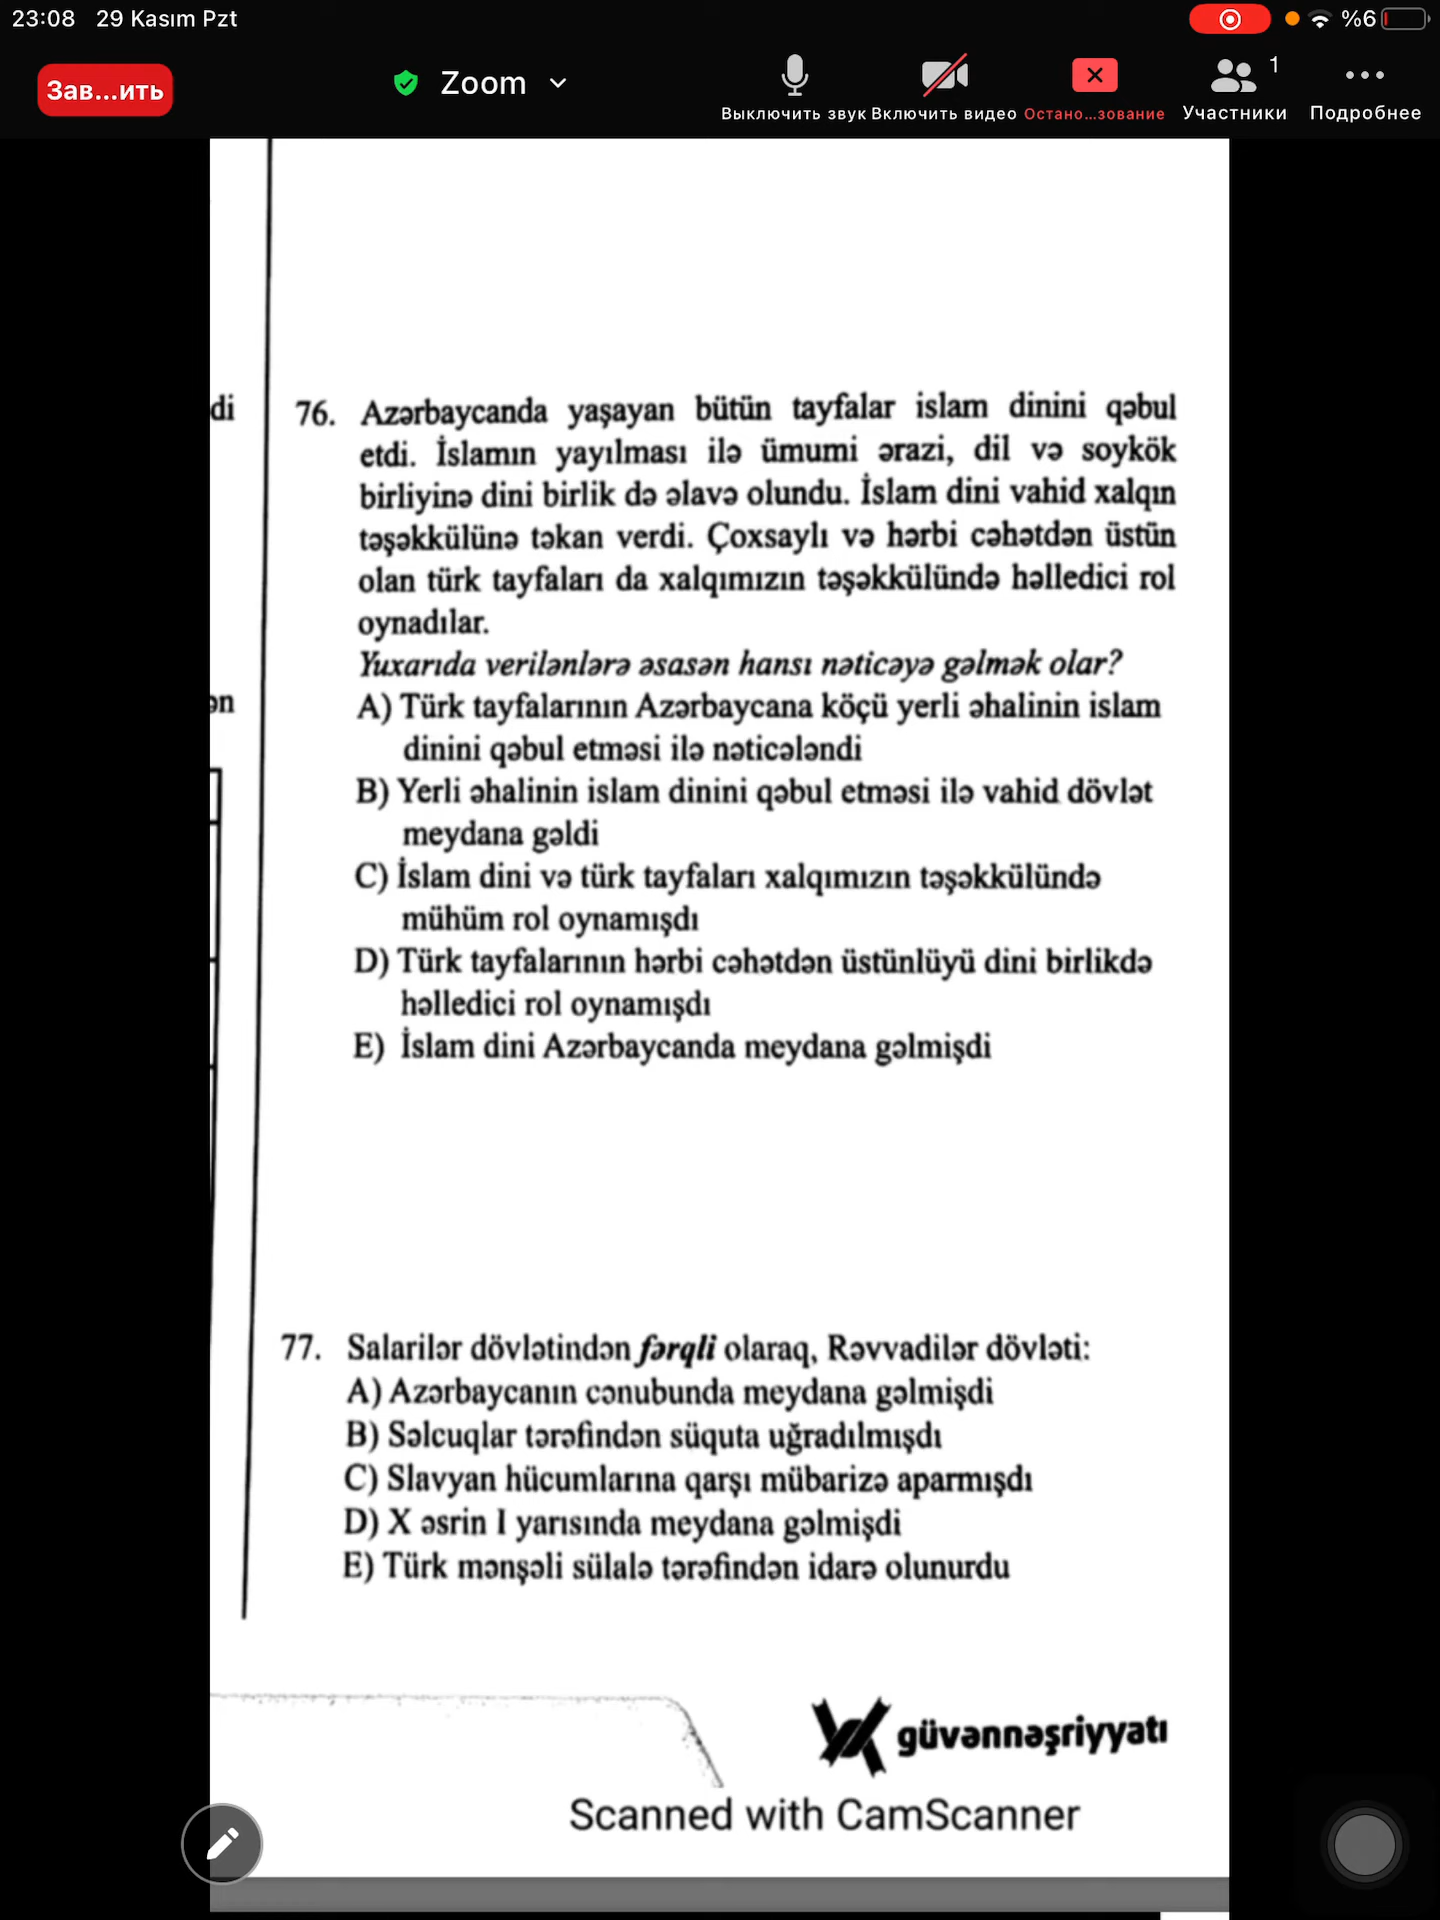 23:08 29 Kasım Pzt
%6
Зав...ить
Zoom
1
Выключить звук
Включить видео
Остано...зование
Участники
Подробнее
di
76. Azərbaycanda yaşayan bütün tayfalar islam dinini qəbul
etdi. İslamın yayılması ilə ümumi ərazi, dil və soykök
birliyinə dini birlik də əlavə olundu. İslam dini vahid xalqın
təşəkkülünə təkan verdi. Çoxsaylı və hərbi cəhətdən üstün
olan türk tayfaları da xalqımızın təşəkkülündə həlledici rol
oynadılar.
Yuxarıda verilənlərə əsasən hansı nəticəyə gəlmək olar?
ən
A) Türk tayfalarının Azərbaycana köçü yerli əhalinin islam
dinini qəbul etməsi ilə nəticələndi
B) Yerli əhalinin islam dinini qəbul etməsi ilə vahid dövlət
meydana gəldi
C) İslam dini və türk tayfaları xalqımızın təşəkkülündə
mühüm rol oynamışdı
D) Türk tayfalarının hərbi cəhətdən üstünlüyü dini birlikdə
həlledici rol oynamışdı
E) İslam dini Azərbaycanda meydana gəlmişdi
77. Salarilər dövlətindən fərqli olaraq, Rəvvadilər dövləti:
A) Azərbaycanın cənubunda meydana gəlmişdi
B) Səlcuqlar tərəfindən süquta uğradılmışdı
C) Slavyan hücumlarına qarşı mübarizə aparmışdı
D) X əsrin I yarısında meydana gəlmişdi
E) Türk mənşəli sülalə tərəfindən idarə olunurdu
güvənnəşriyyatı
Scanned with CamScanner